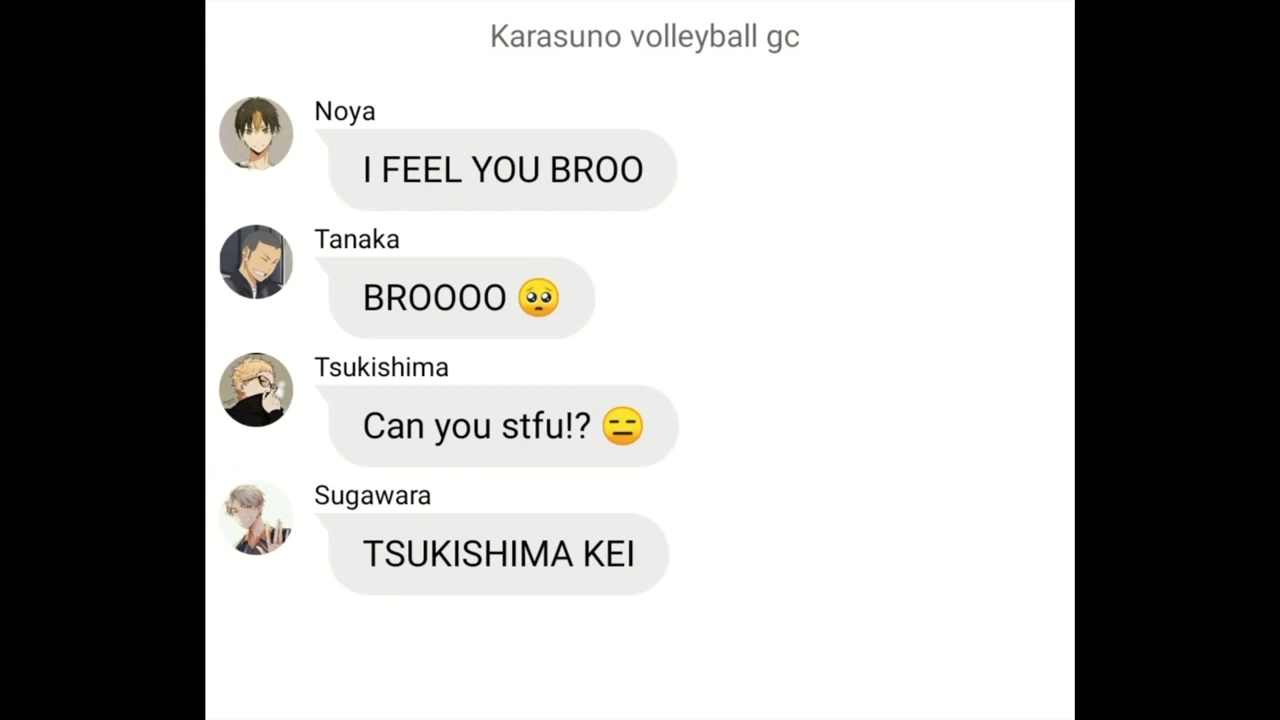 Karasuno volleyball gc
Noya
I FEEL YOU BROO
Tanaka
BROOOO 🥺
Tsukishima
Can you stfu!? 😑
Sugawara
TSUKISHIMA KEI